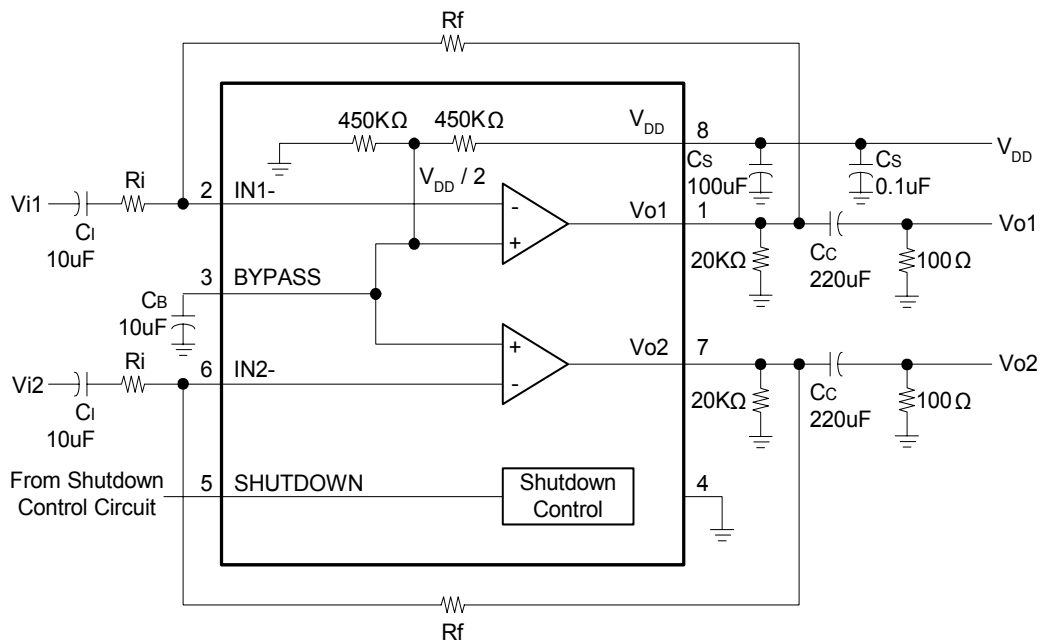 Rf
450KΩ 450KΩ
VDD 8
VDD
VDD / 2
CS
100uF
CS
0.1uF
Vi1
CI
10uF
Ri
2 IN1-
-
+
Vo1 1
Vo1
20KΩ
CC
220uF
100Ω
3 BYPASS
CB
10uF
Vi2
CI
10uF
Ri
6 IN2-
+
-
Vo2 7
Vo2
20KΩ
CC
220uF
100Ω
From Shutdown
Control Circuit
5 SHUTDOWN
Shutdown
Control
4
Rf